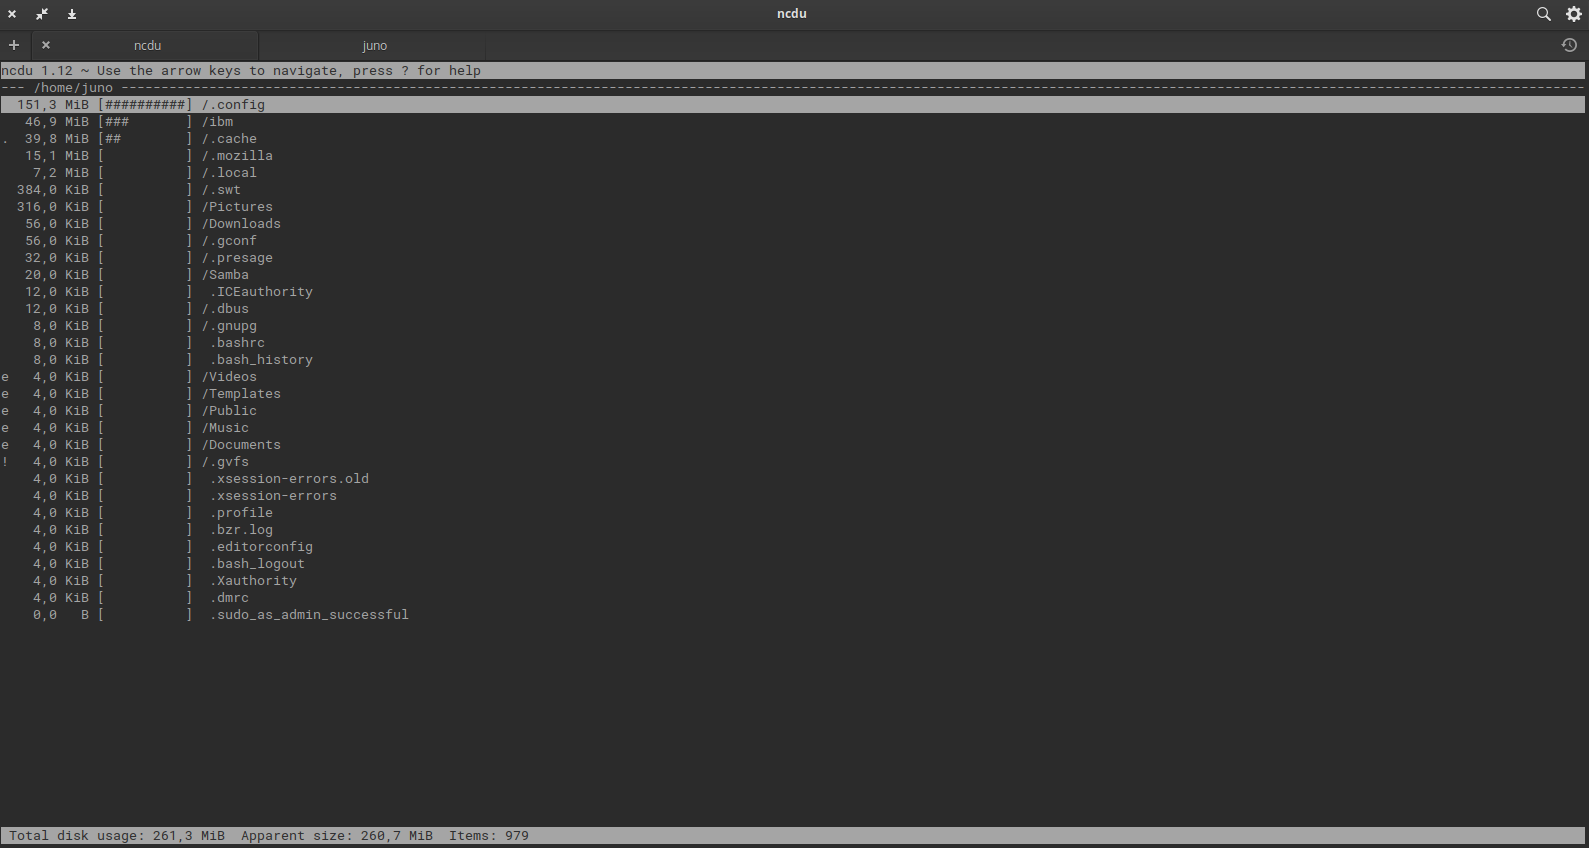 ncdu
ncdu
juno
ncdu 1.12 ~ Use the arrow keys to navigate, press ? for help
--- /home/juno ----------------------------------------------------------------------------------------------------------------------------------------------------------------------------------------
  151,3 MiB [##########] /.config
   46,9 MiB [###       ] /ibm
.  39,8 MiB [##        ] /.cache
   15,1 MiB [          ] /.mozilla
    7,2 MiB [          ] /.local
  384,0 KiB [          ] /.swt
  316,0 KiB [          ] /Pictures
   56,0 KiB [          ] /Downloads
   56,0 KiB [          ] /.gconf
   32,0 KiB [          ] /.presage
   20,0 KiB [          ] /Samba
   12,0 KiB [          ]  .ICEauthority
   12,0 KiB [          ] /.dbus
    8,0 KiB [          ] /.gnupg
    8,0 KiB [          ]  .bashrc
    8,0 KiB [          ]  .bash_history
e   4,0 KiB [          ] /Videos
e   4,0 KiB [          ] /Templates
e   4,0 KiB [          ] /Public
e   4,0 KiB [          ] /Music
e   4,0 KiB [          ] /Documents
!   4,0 KiB [          ] /.gvfs
    4,0 KiB [          ]  .xsession-errors.old
    4,0 KiB [          ]  .xsession-errors
    4,0 KiB [          ]  .profile
    4,0 KiB [          ]  .bzr.log
    4,0 KiB [          ]  .editorconfig
    4,0 KiB [          ]  .bash_logout
    4,0 KiB [          ]  .Xauthority
    4,0 KiB [          ]  .dmrc
    0,0   B [          ]  .sudo_as_admin_successful
Total disk usage: 261,3 MiB  Apparent size: 260,7 MiB  Items: 979